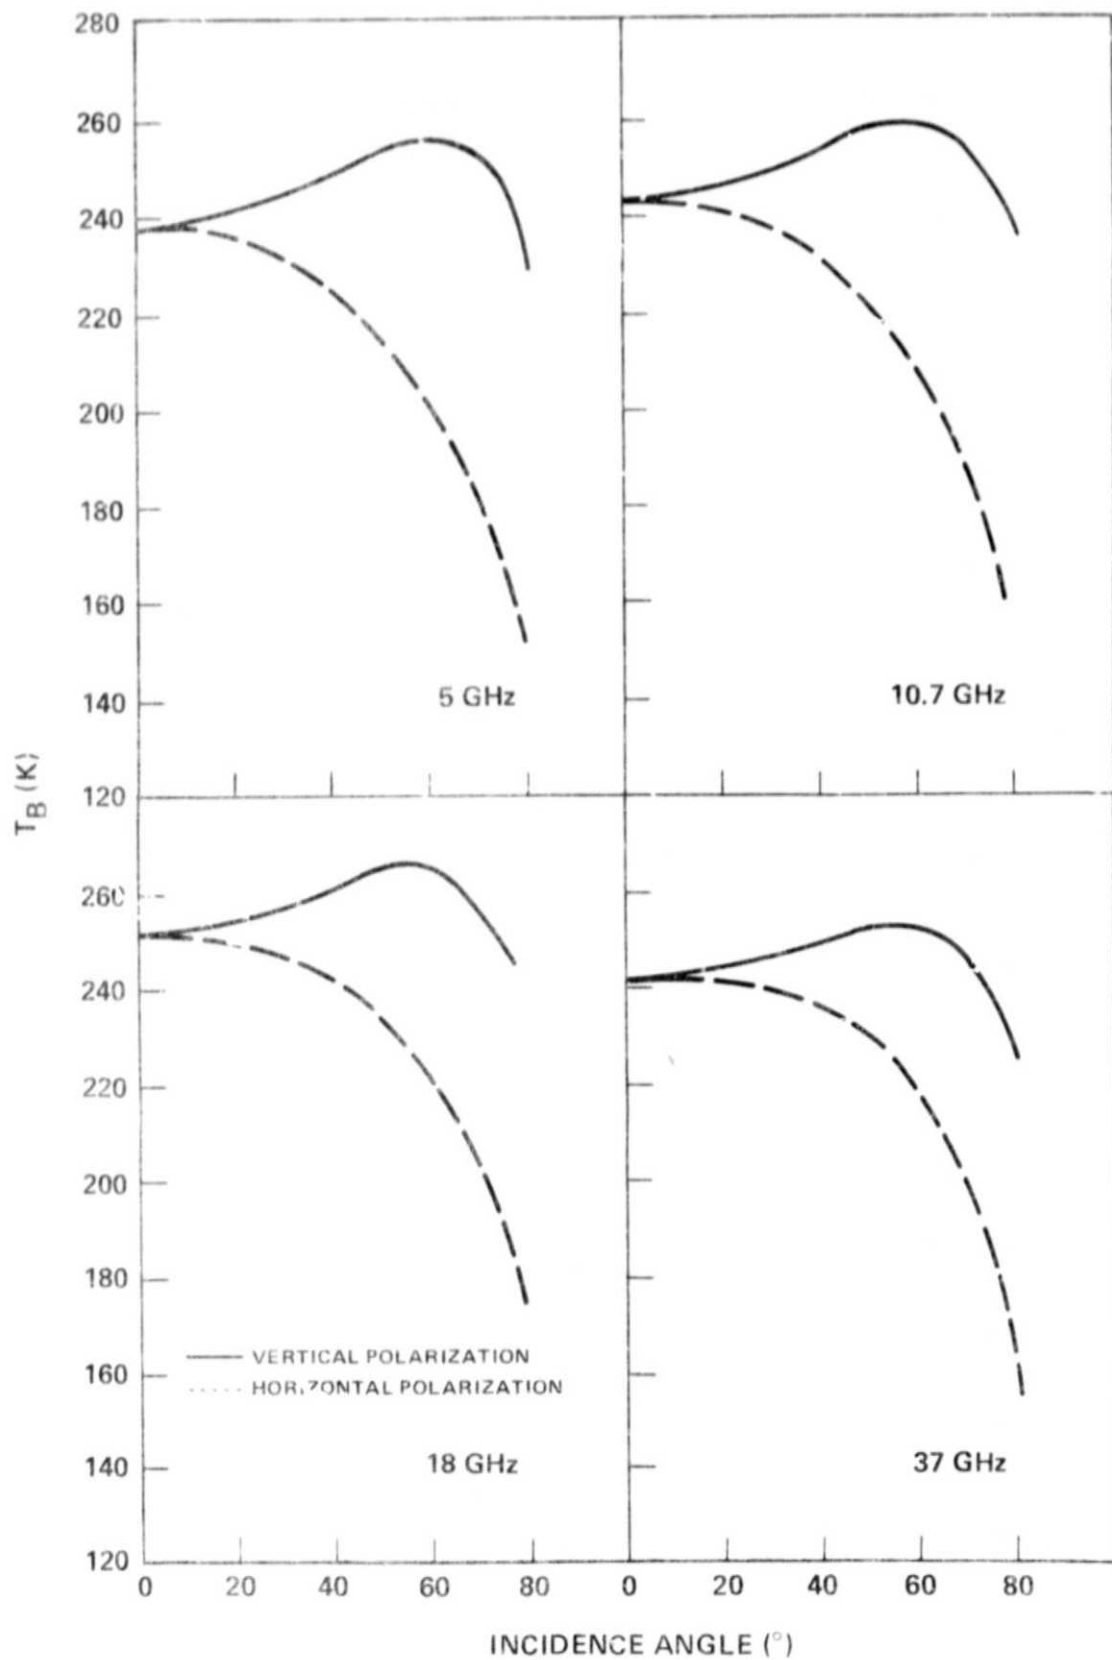 280
260
240
220
200
180
160
140
120
5 GHz
10.7 GHz
T_B (K)
260
240
220
200
180
160
140
120
VERTICAL POLARIZATION
HORIZONTAL POLARIZATION
18 GHz
37 GHz
0 20 40 60 80
0 20 40 60 80
INCIDENCE ANGLE (°)